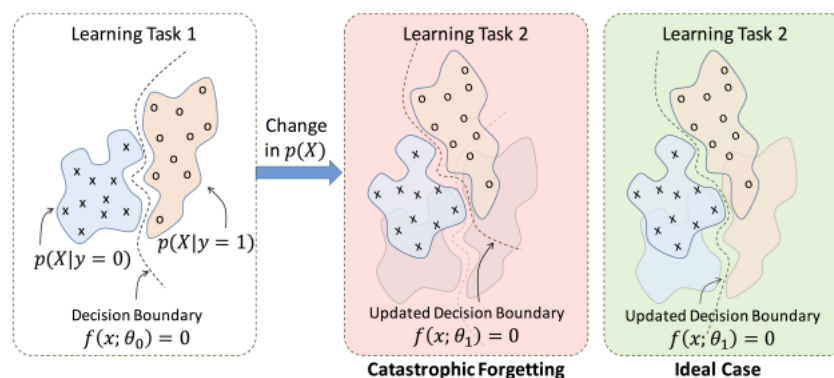 Learning Task 1
p(X|y = 0)
p(X|y = 1)
Decision Boundary
f(x; θ₀) = 0
Change
in p(X)
Learning Task 2
Updated Decision Boundary
f(x; θ₁) = 0
Catastrophic Forgetting
Learning Task 2
Updated Decision Boundary
f(x; θ₁) = 0
Ideal Case